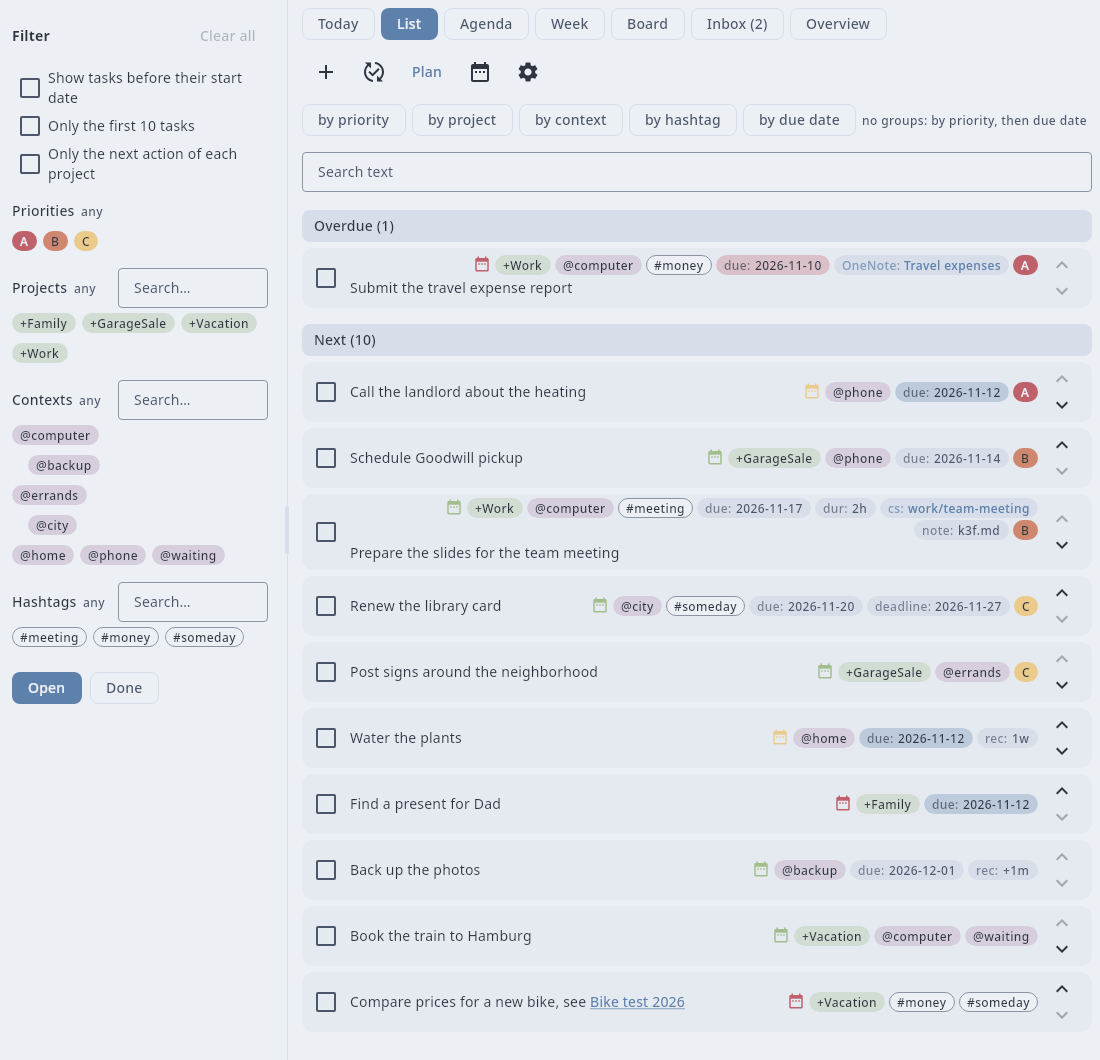 Filter
Clear all
Show tasks before their start
date
Only the first 10 tasks
Only the next action of each
project
Priorities any
A B C
Projects any Search...
+Family +GarageSale +Vacation
+Work
Contexts any Search...
@computer
@backup
@errands
@city
@home @phone @waiting
Hashtags any Search...
#meeting #money #someday
Open Done
Today List Agenda Week Board Inbox (2) Overview
Plan
by priority by project by context by hashtag by due date no groups: by priority, then due date
Search text
Overdue (1)
+Work @computer #money due: 2026-11-10 OneNote: Travel expenses A
Submit the travel expense report
Next (10)
Call the landlord about the heating @phone due: 2026-11-12 A
Schedule Goodwill pickup +GarageSale @phone due: 2026-11-14 B
+Work @computer #meeting due: 2026-11-17 dur: 2h cs: work/team-meeting
note: k3f.md B
Prepare the slides for the team meeting
Renew the library card @city #someday due: 2026-11-20 deadline: 2026-11-27 C
Post signs around the neighborhood +GarageSale @errands C
Water the plants @home due: 2026-11-12 rec: 1w
Find a present for Dad +Family due: 2026-11-12
Back up the photos @backup due: 2026-12-01 rec: +1m
Book the train to Hamburg +Vacation @computer @waiting
Compare prices for a new bike, see Bike test 2026 +Vacation #money #someday